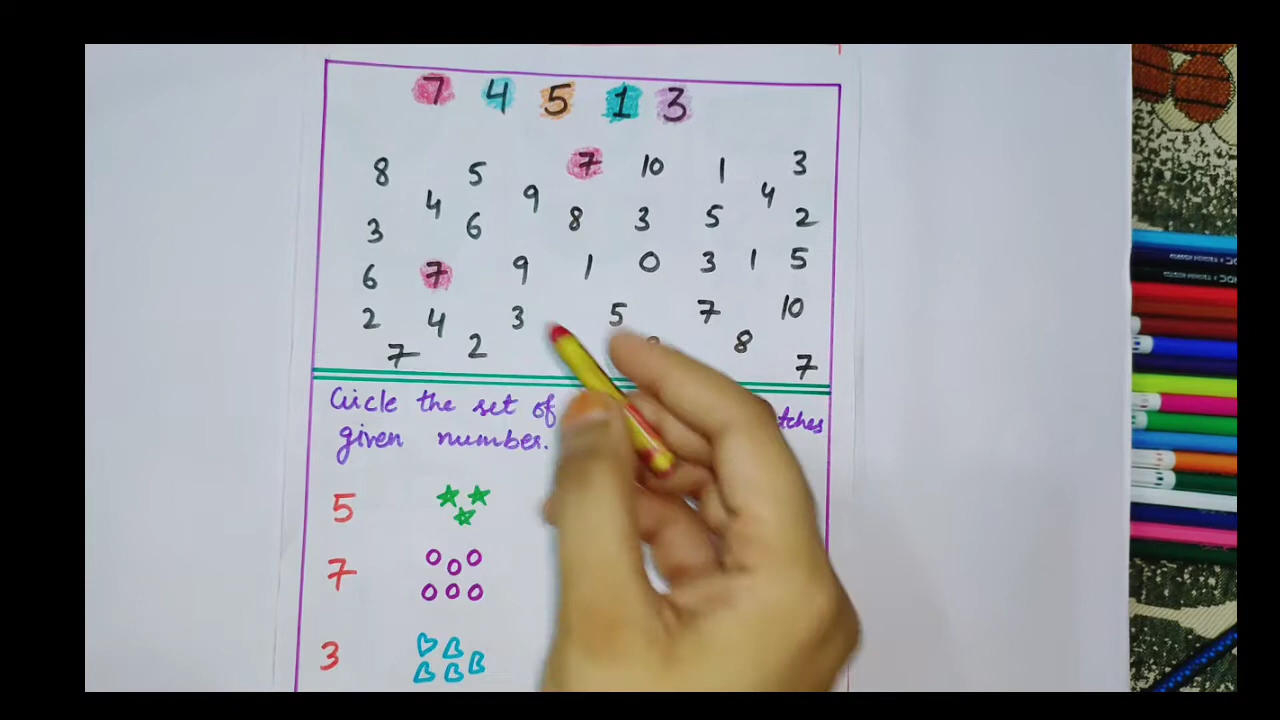 7 4 5 1 3
8 5 7 10 1 3
4 9 4
3 6 8 3 5 2
6 7 9 1 0 3 1 5
2 4 3 5 7 10
7 2 8 7
Circle the set of
given number.
5
7
3